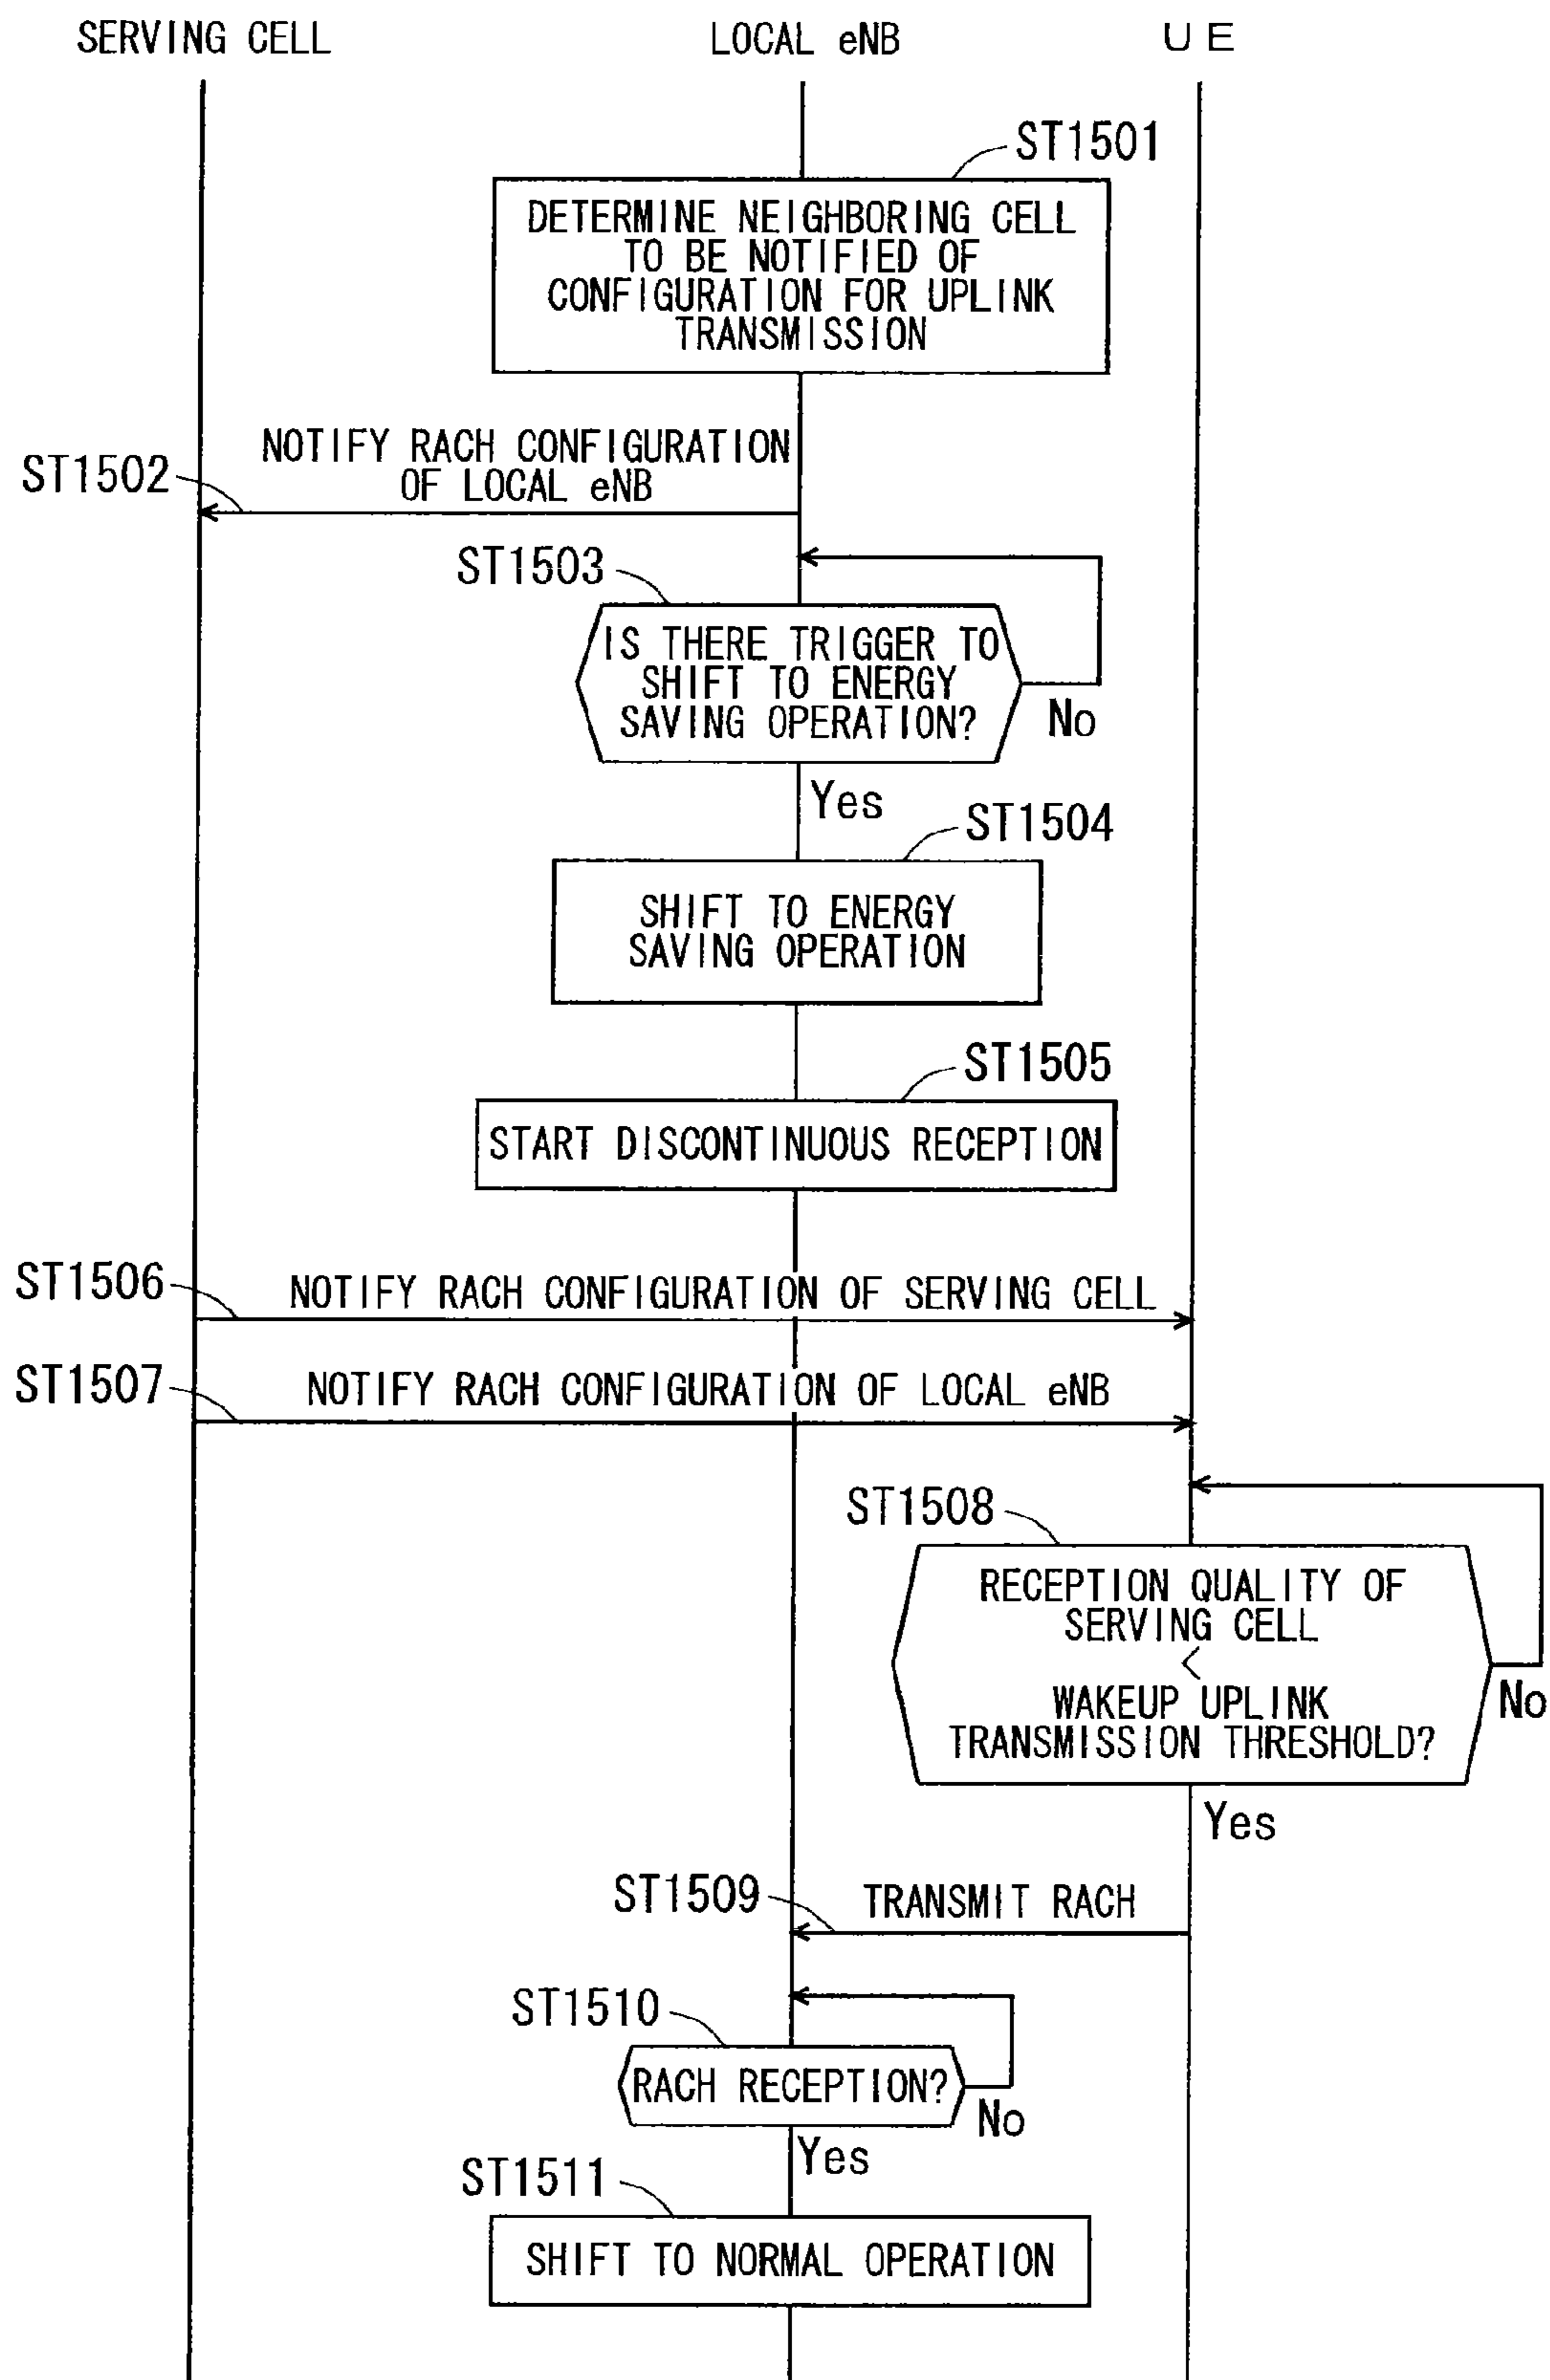 SERVING CELL LOCAL eNB UE
ST1501
DETERMINE NEIGHBORING CELL
TO BE NOTIFIED OF
CONFIGURATION FOR UPLINK
TRANSMISSION
NOTIFY RACH CONFIGURATION
OF LOCAL eNB
ST1502
ST1503
IS THERE TRIGGER TO
SHIFT TO ENERGY
SAVING OPERATION?
No
Yes
ST1504
SHIFT TO ENERGY
SAVING OPERATION
ST1505
START DISCONTINUOUS RECEPTION
ST1506
NOTIFY RACH CONFIGURATION OF SERVING CELL
ST1507
NOTIFY RACH CONFIGURATION OF LOCAL eNB
ST1508
RECEPTION QUALITY OF
SERVING CELL
<
WAKEUP UPLINK
TRANSMISSION THRESHOLD?
No
Yes
ST1509
TRANSMIT RACH
ST1510
RACH RECEPTION?
No
Yes
ST1511
SHIFT TO NORMAL OPERATION